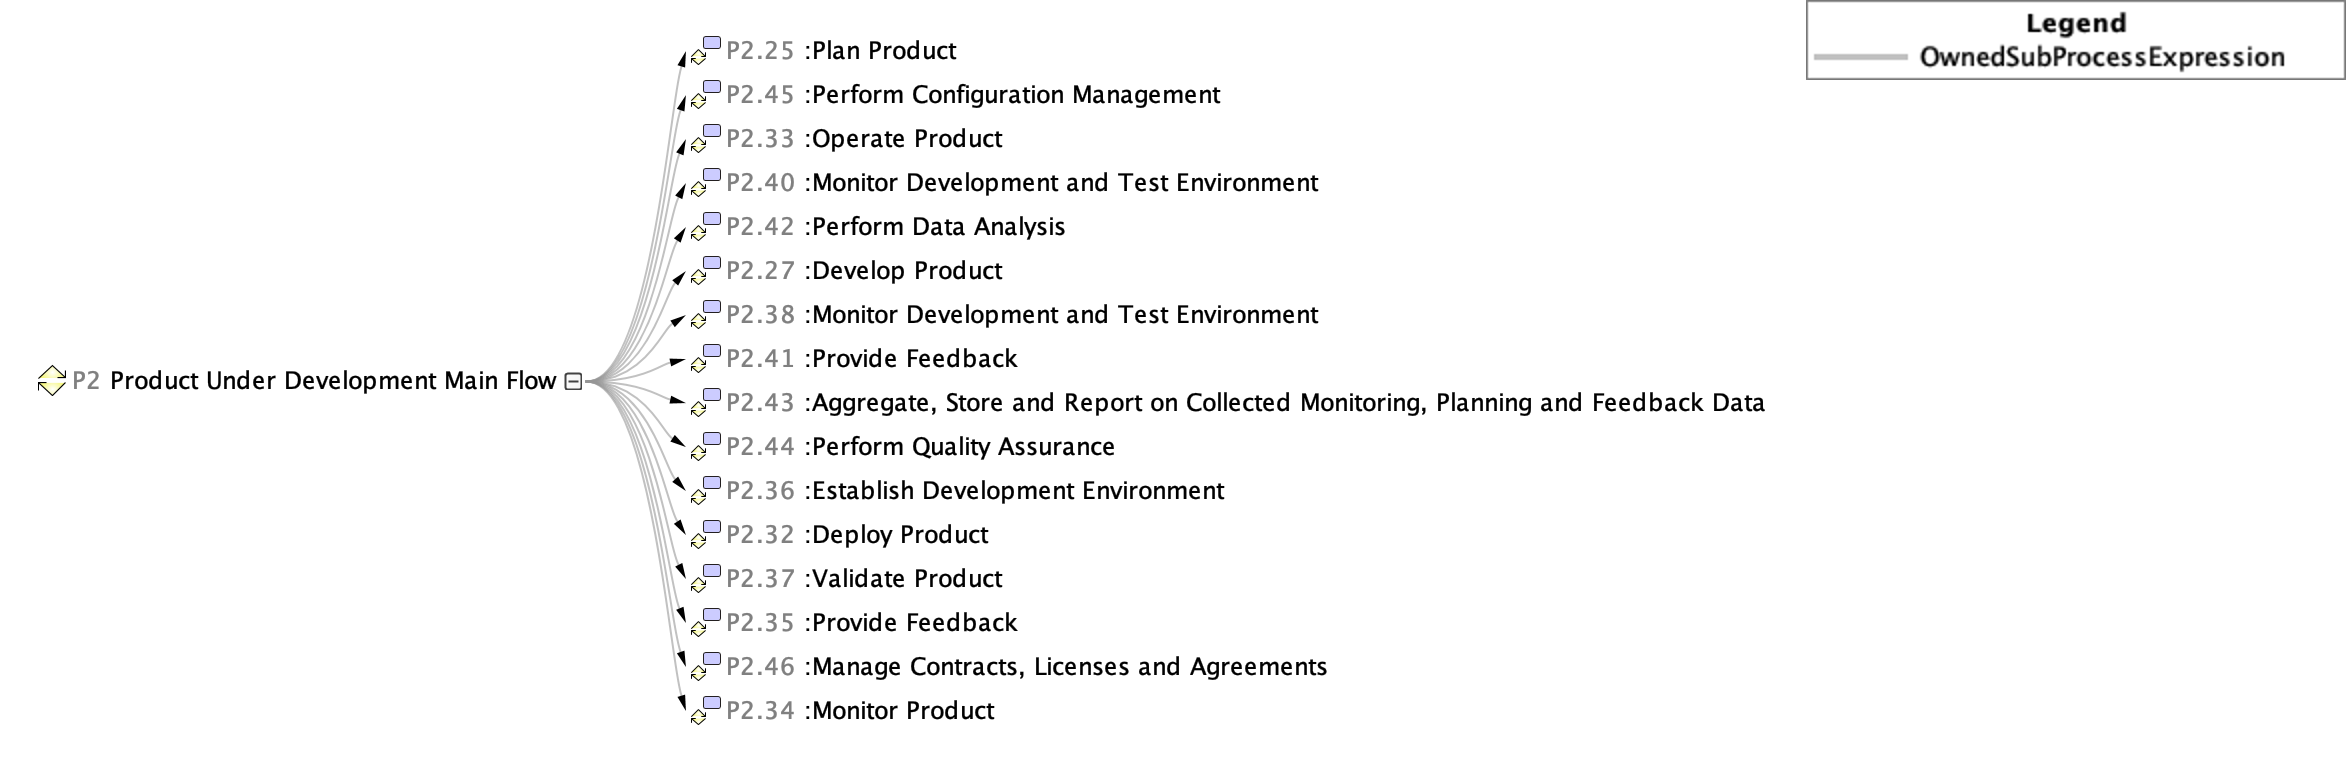 Legend
OwnedSubProcessExpression
P2.25 :Plan Product
P2.45 :Perform Configuration Management
P2.33 :Operate Product
P2.40 :Monitor Development and Test Environment
P2.42 :Perform Data Analysis
P2.27 :Develop Product
P2.38 :Monitor Development and Test Environment
P2.41 :Provide Feedback
P2 Product Under Development Main Flow
P2.43 :Aggregate, Store and Report on Collected Monitoring, Planning and Feedback Data
P2.44 :Perform Quality Assurance
P2.36 :Establish Development Environment
P2.32 :Deploy Product
P2.37 :Validate Product
P2.35 :Provide Feedback
P2.46 :Manage Contracts, Licenses and Agreements
P2.34 :Monitor Product